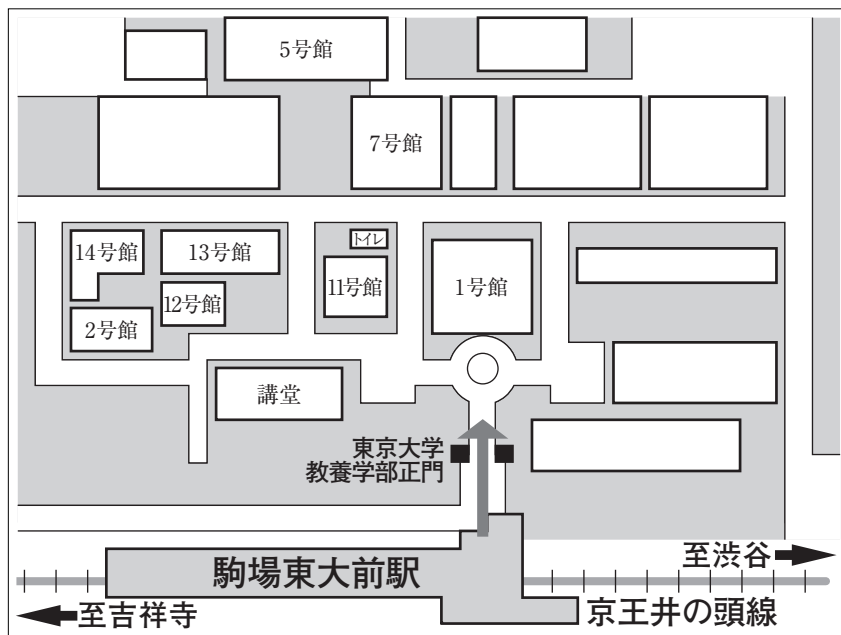 5号館
7号館
14号館
13号館
トイレ
11号館
1号館
12号館
2号館
講堂
東京大学
教養学部正門
駒場東大前駅
至渋谷
至吉祥寺
京王井の頭線